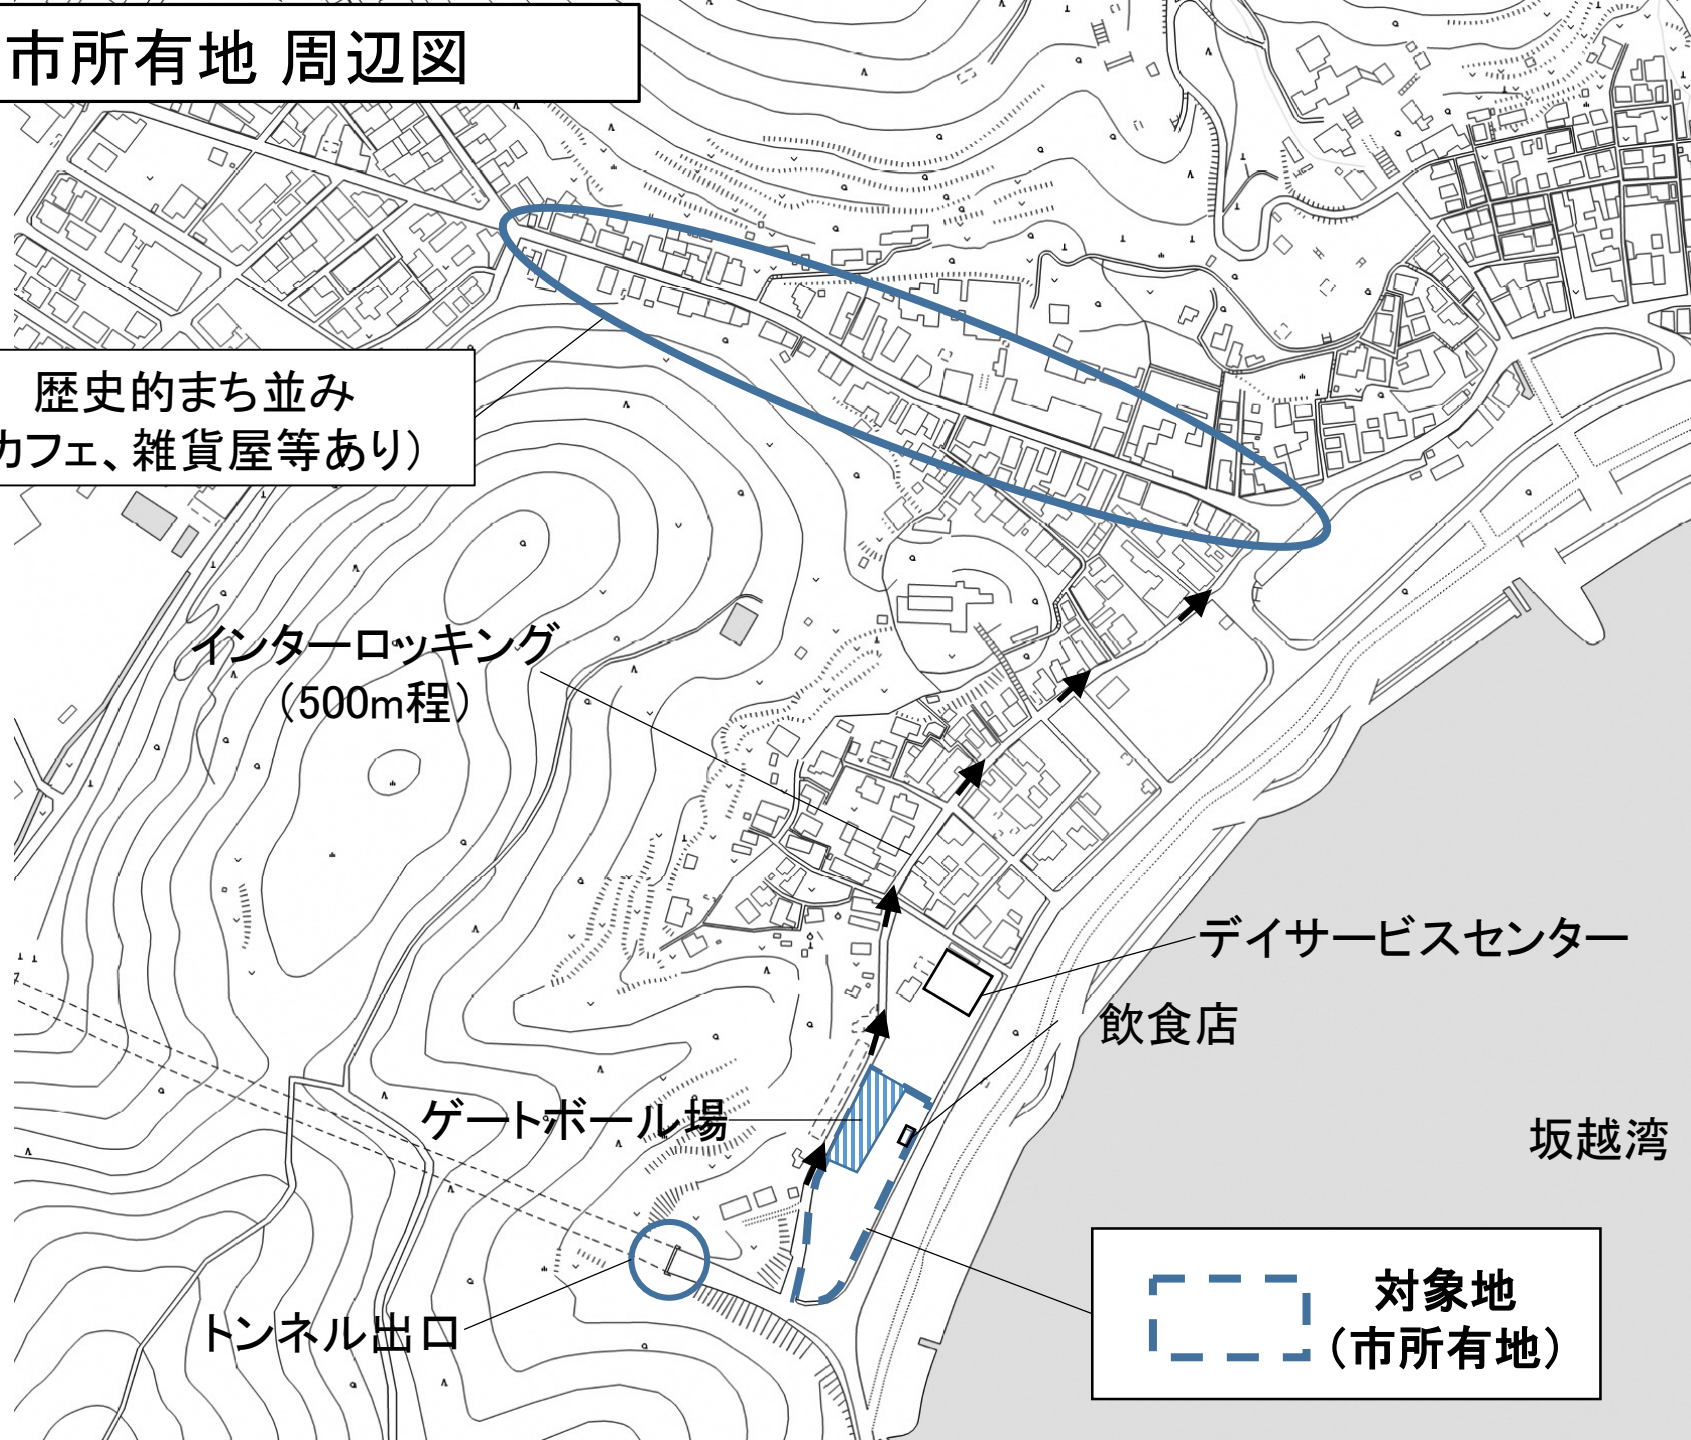 市所有地 周辺図
歴史的まち並み
カフェ、雑貨屋等あり）
インターロッキング
（500m程）
デイサービスセンター
飲食店
ゲートボール場
坂越湾
トンネル出口
対象地
（市所有地）